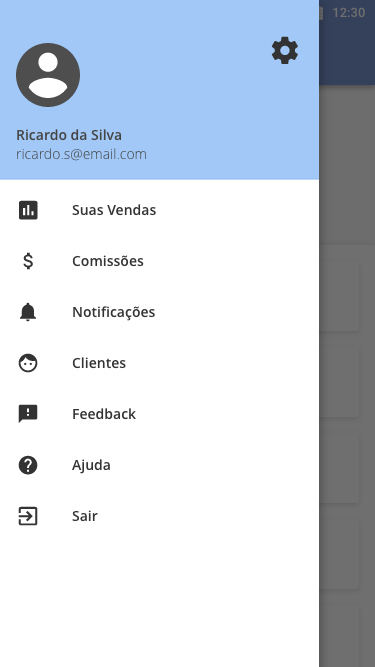 12:30
Ricardo da Silva
ricardo.s@email.com
Suas Vendas
Comissões
Notificações
Clientes
Feedback
Ajuda
Sair